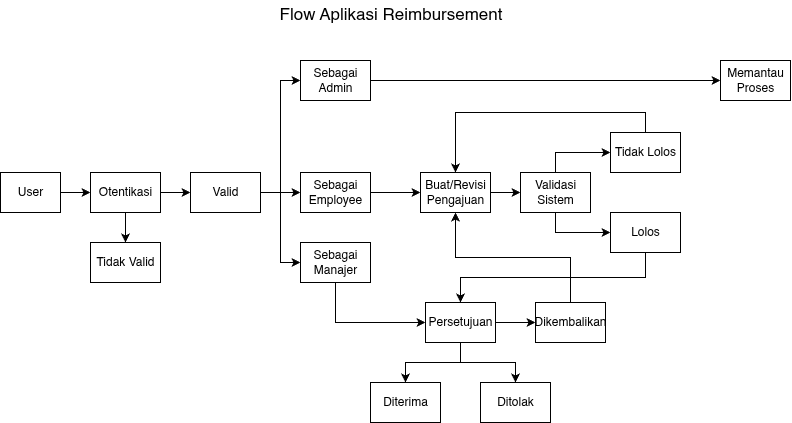 Flow Aplikasi Reimbursement
Sebagai
Admin
Memantau
Proses
Tidak Lolos
User
Otentikasi
Valid
Sebagai
Employee
Buat/Revisi
Pengajuan
Validasi
Sistem
Lolos
Tidak Valid
Sebagai
Manajer
Persetujuan
Dikembalikan
Diterima
Ditolak